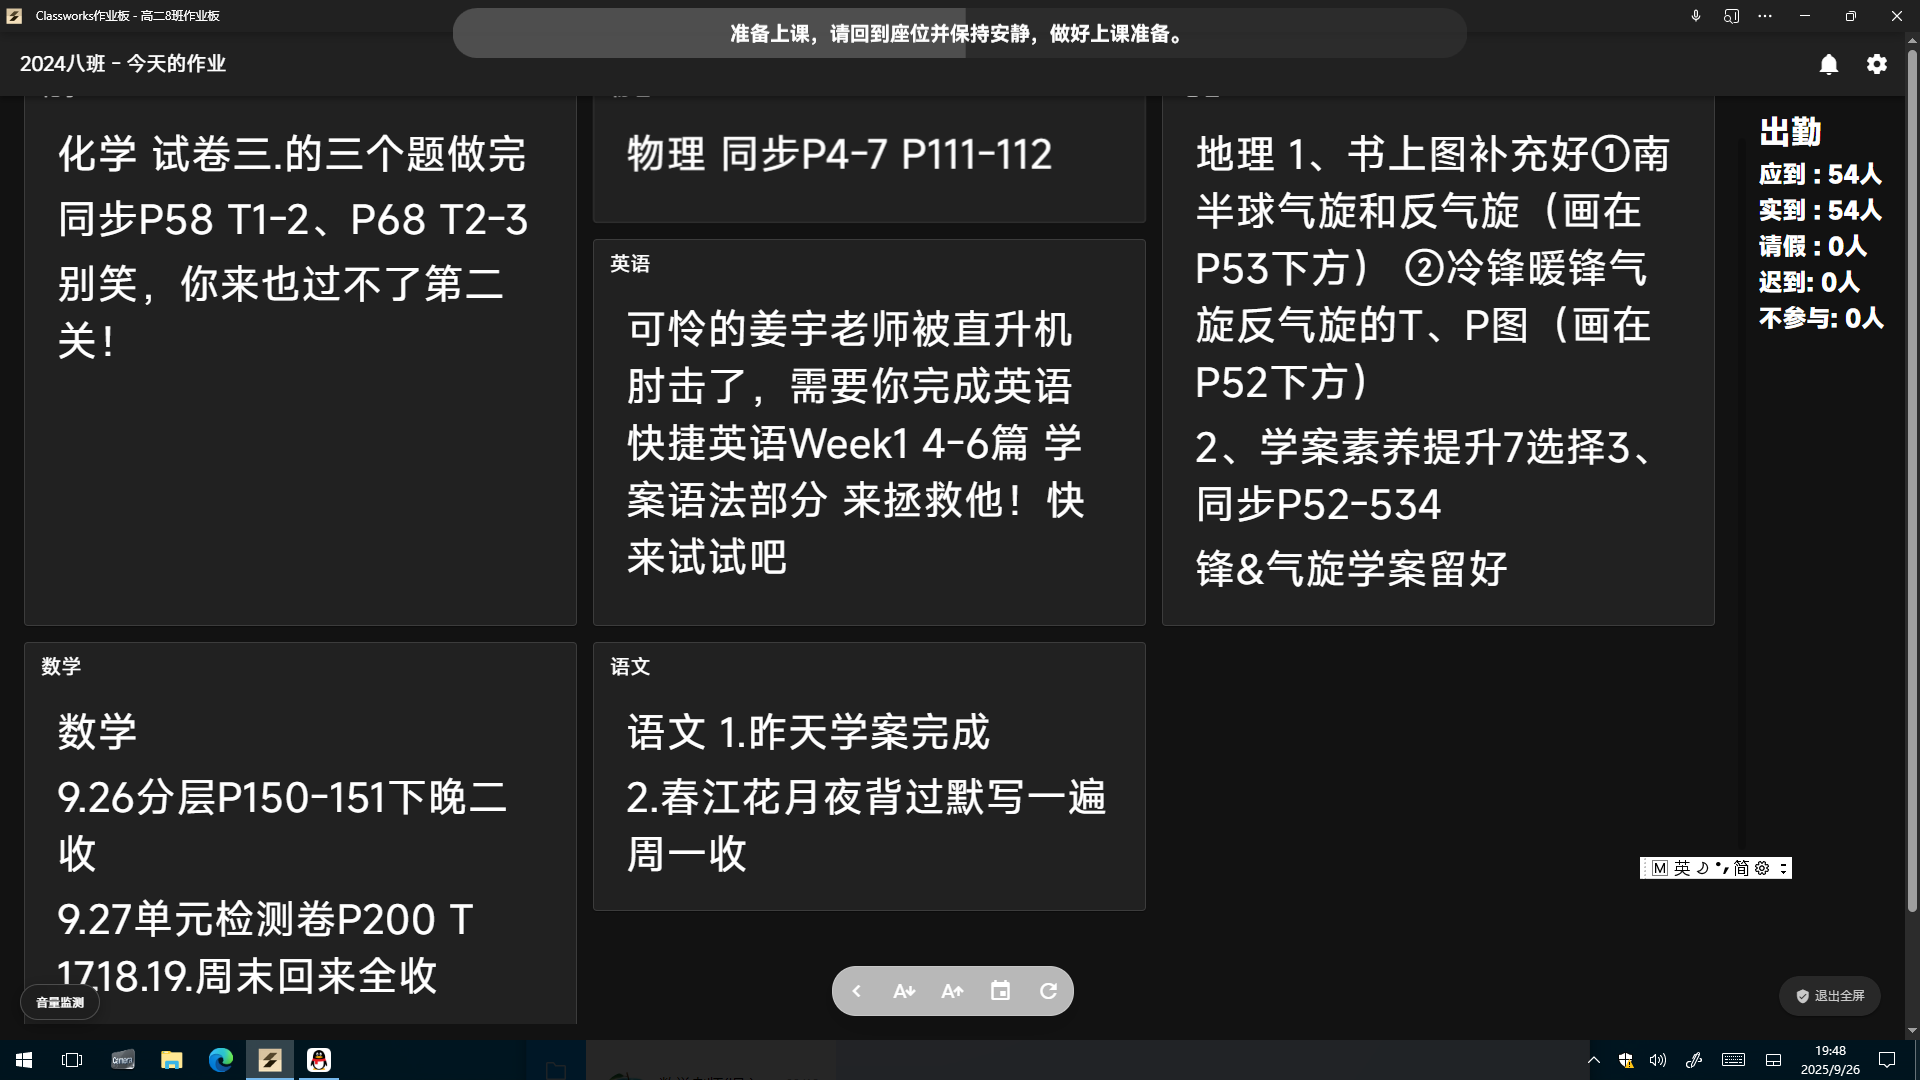 Classworks作业板 - 高二8班作业板
准备上课，请回到座位并保持安静，做好上课准备。
2024八班 - 今天的作业
化学 试卷三.的三个题做完
同步P58 T1-2、P68 T2-3
别笑，你来也过不了第二
关！
物理 同步P4-7 P111-112
英语
可怜的姜宇老师被直升机
肘击了，需要你完成英语
快捷英语Week1 4-6篇 学
案语法部分 来拯救他！快
来试试吧
地理 1、书上图补充好①南
半球气旋和反气旋（画在
P53下方） ②冷锋暖锋气
旋反气旋的T、P图（画在
P52下方）
2、学案素养提升7选择3、
同步P52-534
锋&气旋学案留好
出勤
应到 : 54人
实到 : 54人
请假 : 0人
迟到: 0人
不参与: 0人
数学
数学
9.26分层P150-151下晚二
收
9.27单元检测卷P200 T
17.18.19.周末回来全收
语文
语文 1.昨天学案完成
2.春江花月夜背过默写一遍
周一收
M 英 简
音量监测
退出全屏
19:48
2025/9/26